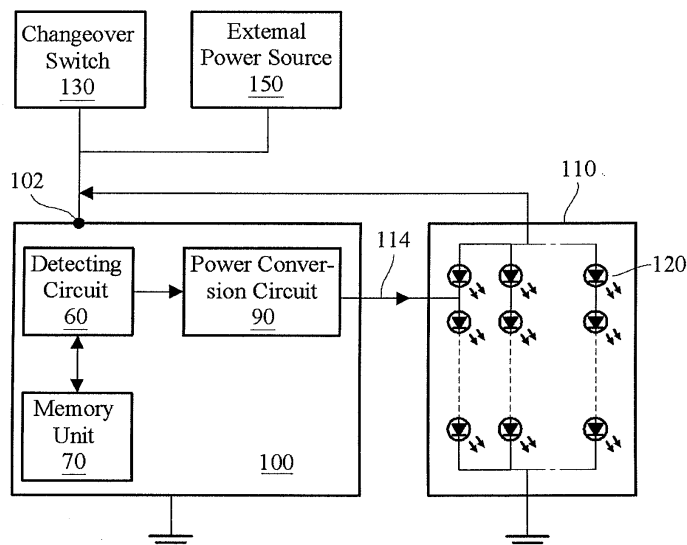 Changeover
Switch
130
External
Power Source
150
102
110
114
120
Detecting
Circuit
60
Power Conver-
sion Circuit
90
Memory
Unit
70
100